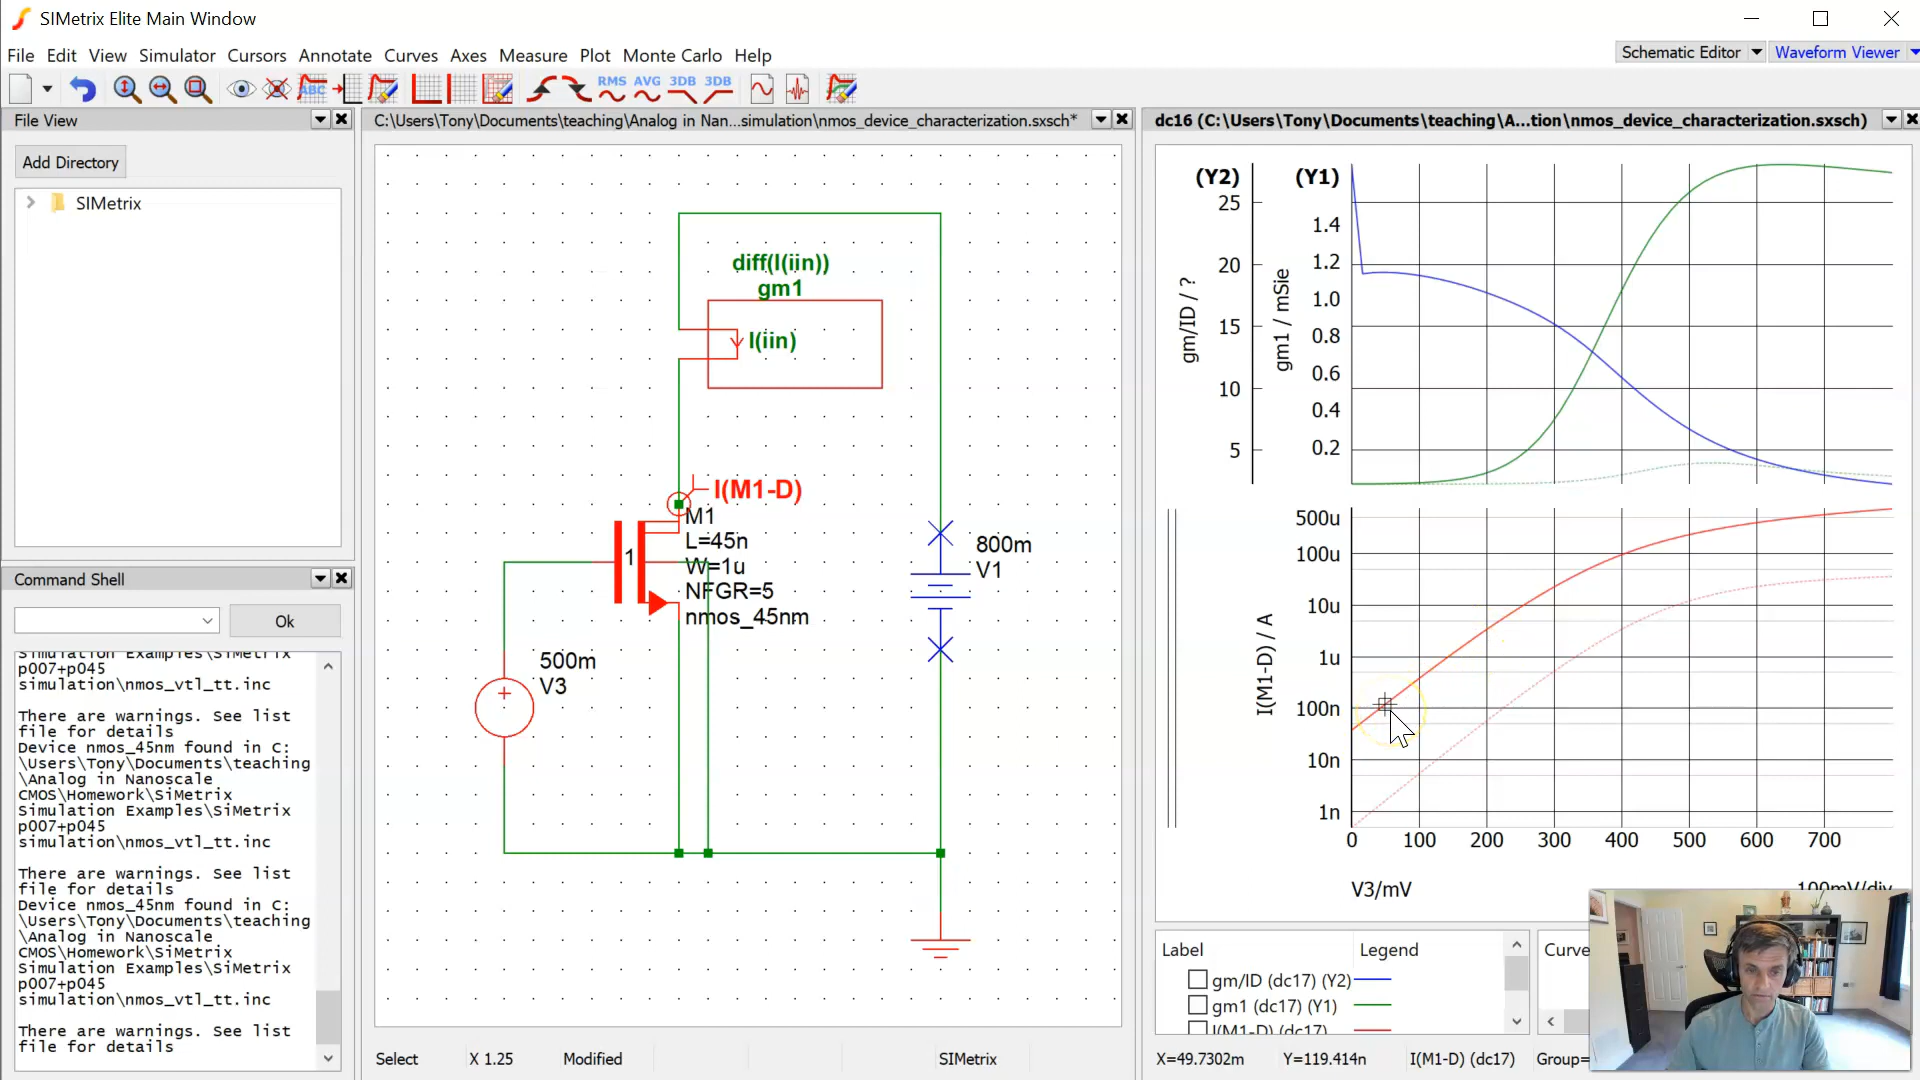 SIMetrix Elite Main Window
File Edit View Simulator Cursors Annotate Curves Axes Measure Plot Monte Carlo Help
Schematic Editor Waveform Viewer
ABC RMS AVG 3DB 3DB
File View
C:\Users\Tony\Documents\teaching\Analog in Nan...simulation\nmos_device_characterization.sxsch*
dc16 (C:\Users\Tony\Documents\teaching\A...tion\nmos_device_characterization.sxsch)
Add Directory
SIMetrix
Command Shell
Ok
Simulation Examples\SiMetrix
p007+p045
simulation\nmos_vtl_tt.inc
There are warnings. See list
file for details
Device nmos_45nm found in C:
\Users\Tony\Documents\teaching
\Analog in Nanoscale
CMOS\Homework\SiMetrix
Simulation Examples\SiMetrix
p007+p045
simulation\nmos_vtl_tt.inc
There are warnings. See list
file for details
Device nmos_45nm found in C:
\Users\Tony\Documents\teaching
\Analog in Nanoscale
CMOS\Homework\SiMetrix
Simulation Examples\SiMetrix
p007+p045
simulation\nmos_vtl_tt.inc
There are warnings. See list
file for details
diff(I(iin))
gm1
I(iin)
I(M1-D)
M1
L=45n
W=1u
NFGR=5
nmos_45nm
1
500m
V3
800m
V1
Select X 1.25 Modified SIMetrix
(Y2) (Y1)
25
20
15
10
5
gm/ID / ?
1.4
1.2
1.0
0.8
0.6
0.4
0.2
gm1 / mSie
500u
100u
10u
1u
100n
10n
1n
I(M1-D) / A
0 100 200 300 400 500 600 700
V3/mV 100mV/div
Label Legend Curve
gm/ID (dc17) (Y2)
gm1 (dc17) (Y1)
I(M1-D) (dc17)
X=49.7302m Y=119.414n I(M1-D) (dc17) Group=